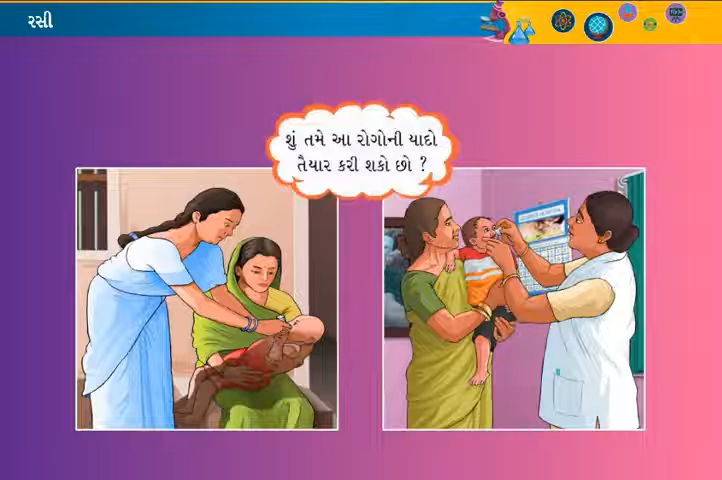 રસી
શું તમે આ રોગોની યાદો
તૈયાર કરી શકો છો ?